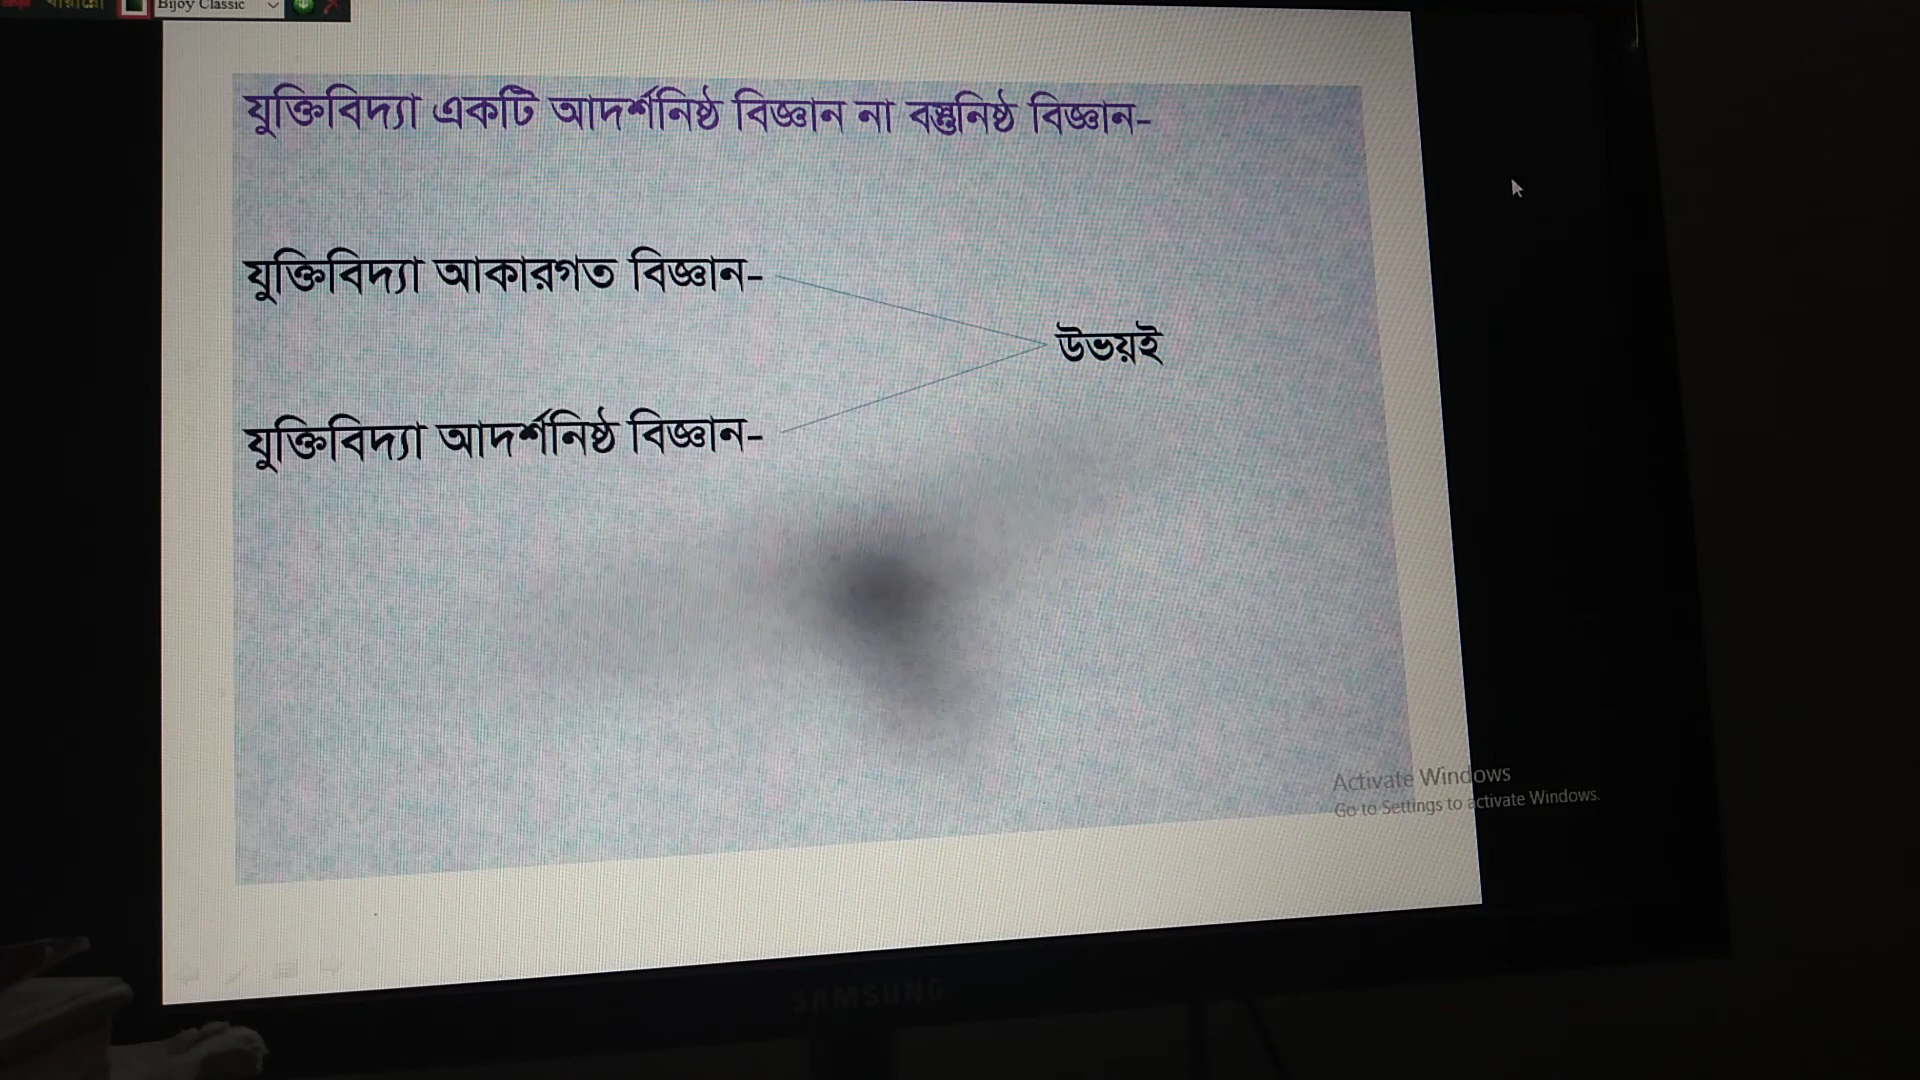 Bijoy Classic
যুক্তিবিদ্যা একটি আদর্শনিষ্ঠ বিজ্ঞান না বস্তুনিষ্ঠ বিজ্ঞান-
যুক্তিবিদ্যা আকারগত বিজ্ঞান-
উভয়ই
যুক্তিবিদ্যা আদর্শনিষ্ঠ বিজ্ঞান-
Activate Windows
Go to Settings to activate Windows.
SAMSUNG